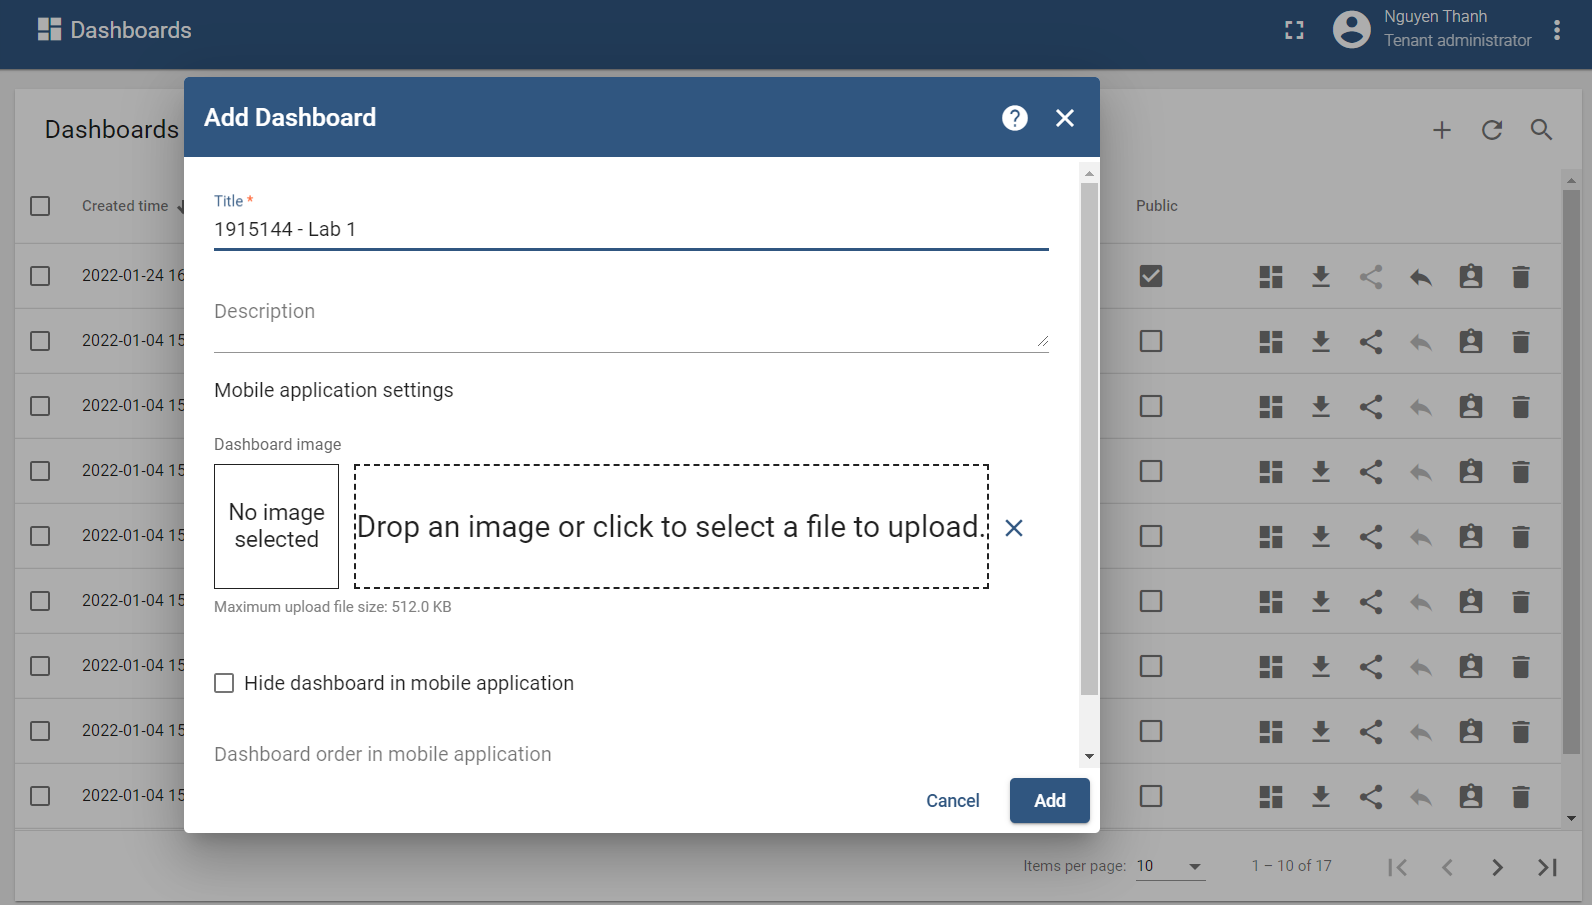 Dashboards
Nguyen Thanh
Tenant administrator
Dashboards
Add Dashboard
Created time
Public
Title *
1915144 - Lab 1
Description
Mobile application settings
Dashboard image
No image
selected
Drop an image or click to select a file to upload.
Maximum upload file size: 512.0 KB
Hide dashboard in mobile application
Dashboard order in mobile application
Cancel
Add
2022-01-24 16
2022-01-04 15
2022-01-04 15
2022-01-04 15
2022-01-04 15
2022-01-04 15
2022-01-04 15
2022-01-04 15
2022-01-04 15
Items per page: 10
1 – 10 of 17